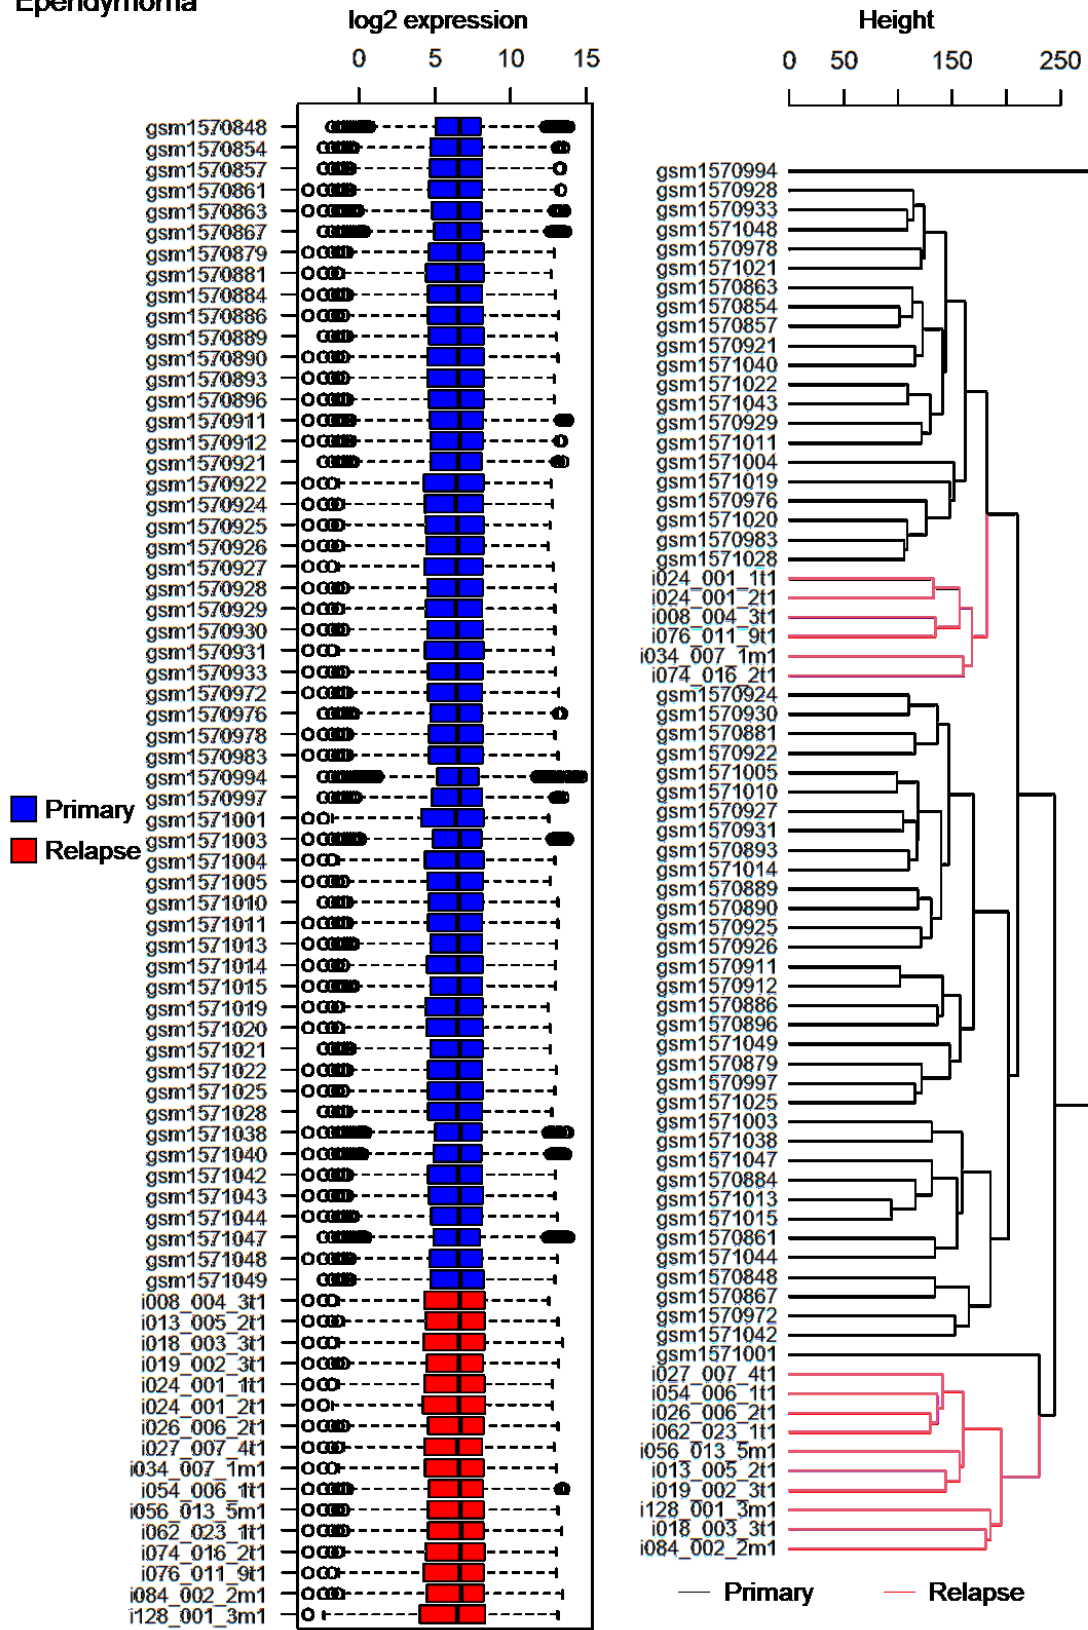 Ependymoma
log2 expression
0 5 10 15
gsm1570848
gsm1570854
gsm1570857
gsm1570861
gsm1570863
gsm1570867
gsm1570879
gsm1570881
gsm1570884
gsm1570886
gsm1570889
gsm1570890
gsm1570893
gsm1570896
gsm1570911
gsm1570912
gsm1570921
gsm1570922
gsm1570924
gsm1570925
gsm1570926
gsm1570927
gsm1570928
gsm1570929
gsm1570930
gsm1570931
gsm1570933
gsm1570972
gsm1570976
gsm1570978
gsm1570983
gsm1570994
gsm1570997
gsm1571001
gsm1571003
gsm1571004
gsm1571005
gsm1571010
gsm1571011
gsm1571013
gsm1571014
gsm1571015
gsm1571019
gsm1571020
gsm1571021
gsm1571022
gsm1571025
gsm1571028
gsm1571038
gsm1571040
gsm1571042
gsm1571043
gsm1571044
gsm1571047
gsm1571048
gsm1571049
i008_004_3t1
i013_005_2t1
i018_003_3t1
i019_002_3t1
i024_001_1t1
i024_001_2t1
i026_006_2t1
i027_007_4t1
i034_007_1m1
i054_006_1t1
i056_013_5m1
i062_023_1t1
i074_016_2t1
i076_011_9t1
i084_002_2m1
i128_001_3m1
Primary
Relapse
Height
0 50 150 250
gsm1570994
gsm1570928
gsm1570933
gsm1571048
gsm1570978
gsm1571021
gsm1570863
gsm1570854
gsm1570857
gsm1570921
gsm1571040
gsm1571022
gsm1571043
gsm1570929
gsm1571011
gsm1571004
gsm1571019
gsm1570976
gsm1571020
gsm1570983
gsm1571028
i024_001_1t1
i024_001_2t1
i008_004_3t1
i076_011_9t1
i034_007_1m1
i074_016_2t1
gsm1570924
gsm1570930
gsm1570881
gsm1570922
gsm1571005
gsm1571010
gsm1570927
gsm1570931
gsm1570893
gsm1571014
gsm1570889
gsm1570890
gsm1570925
gsm1570926
gsm1570911
gsm1570912
gsm1570886
gsm1570896
gsm1571049
gsm1570879
gsm1570997
gsm1571025
gsm1571003
gsm1571038
gsm1571047
gsm1570884
gsm1571013
gsm1571015
gsm1570861
gsm1571044
gsm1570848
gsm1570867
gsm1570972
gsm1571042
gsm1571001
i027_007_4t1
i054_006_1t1
i026_006_2t1
i062_023_1t1
i056_013_5m1
i013_005_2t1
i019_002_3t1
i128_001_3m1
i018_003_3t1
i084_002_2m1
Primary Relapse